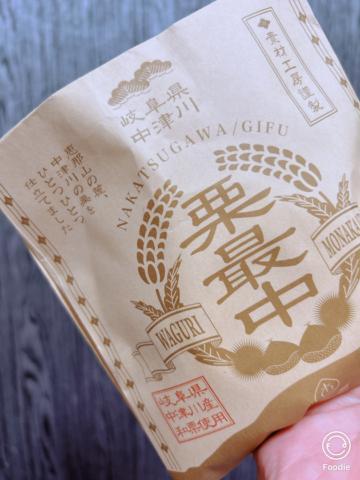 素材工房謹製
岐阜県
中津川
NAKATSUGAWA/GIFU
恵那山の麓、
中津川の栗を
ひとつひとつ
仕立てました
栗最中
WAGURI
MONAKA
岐阜県
中津川産
和栗使用
Foodie